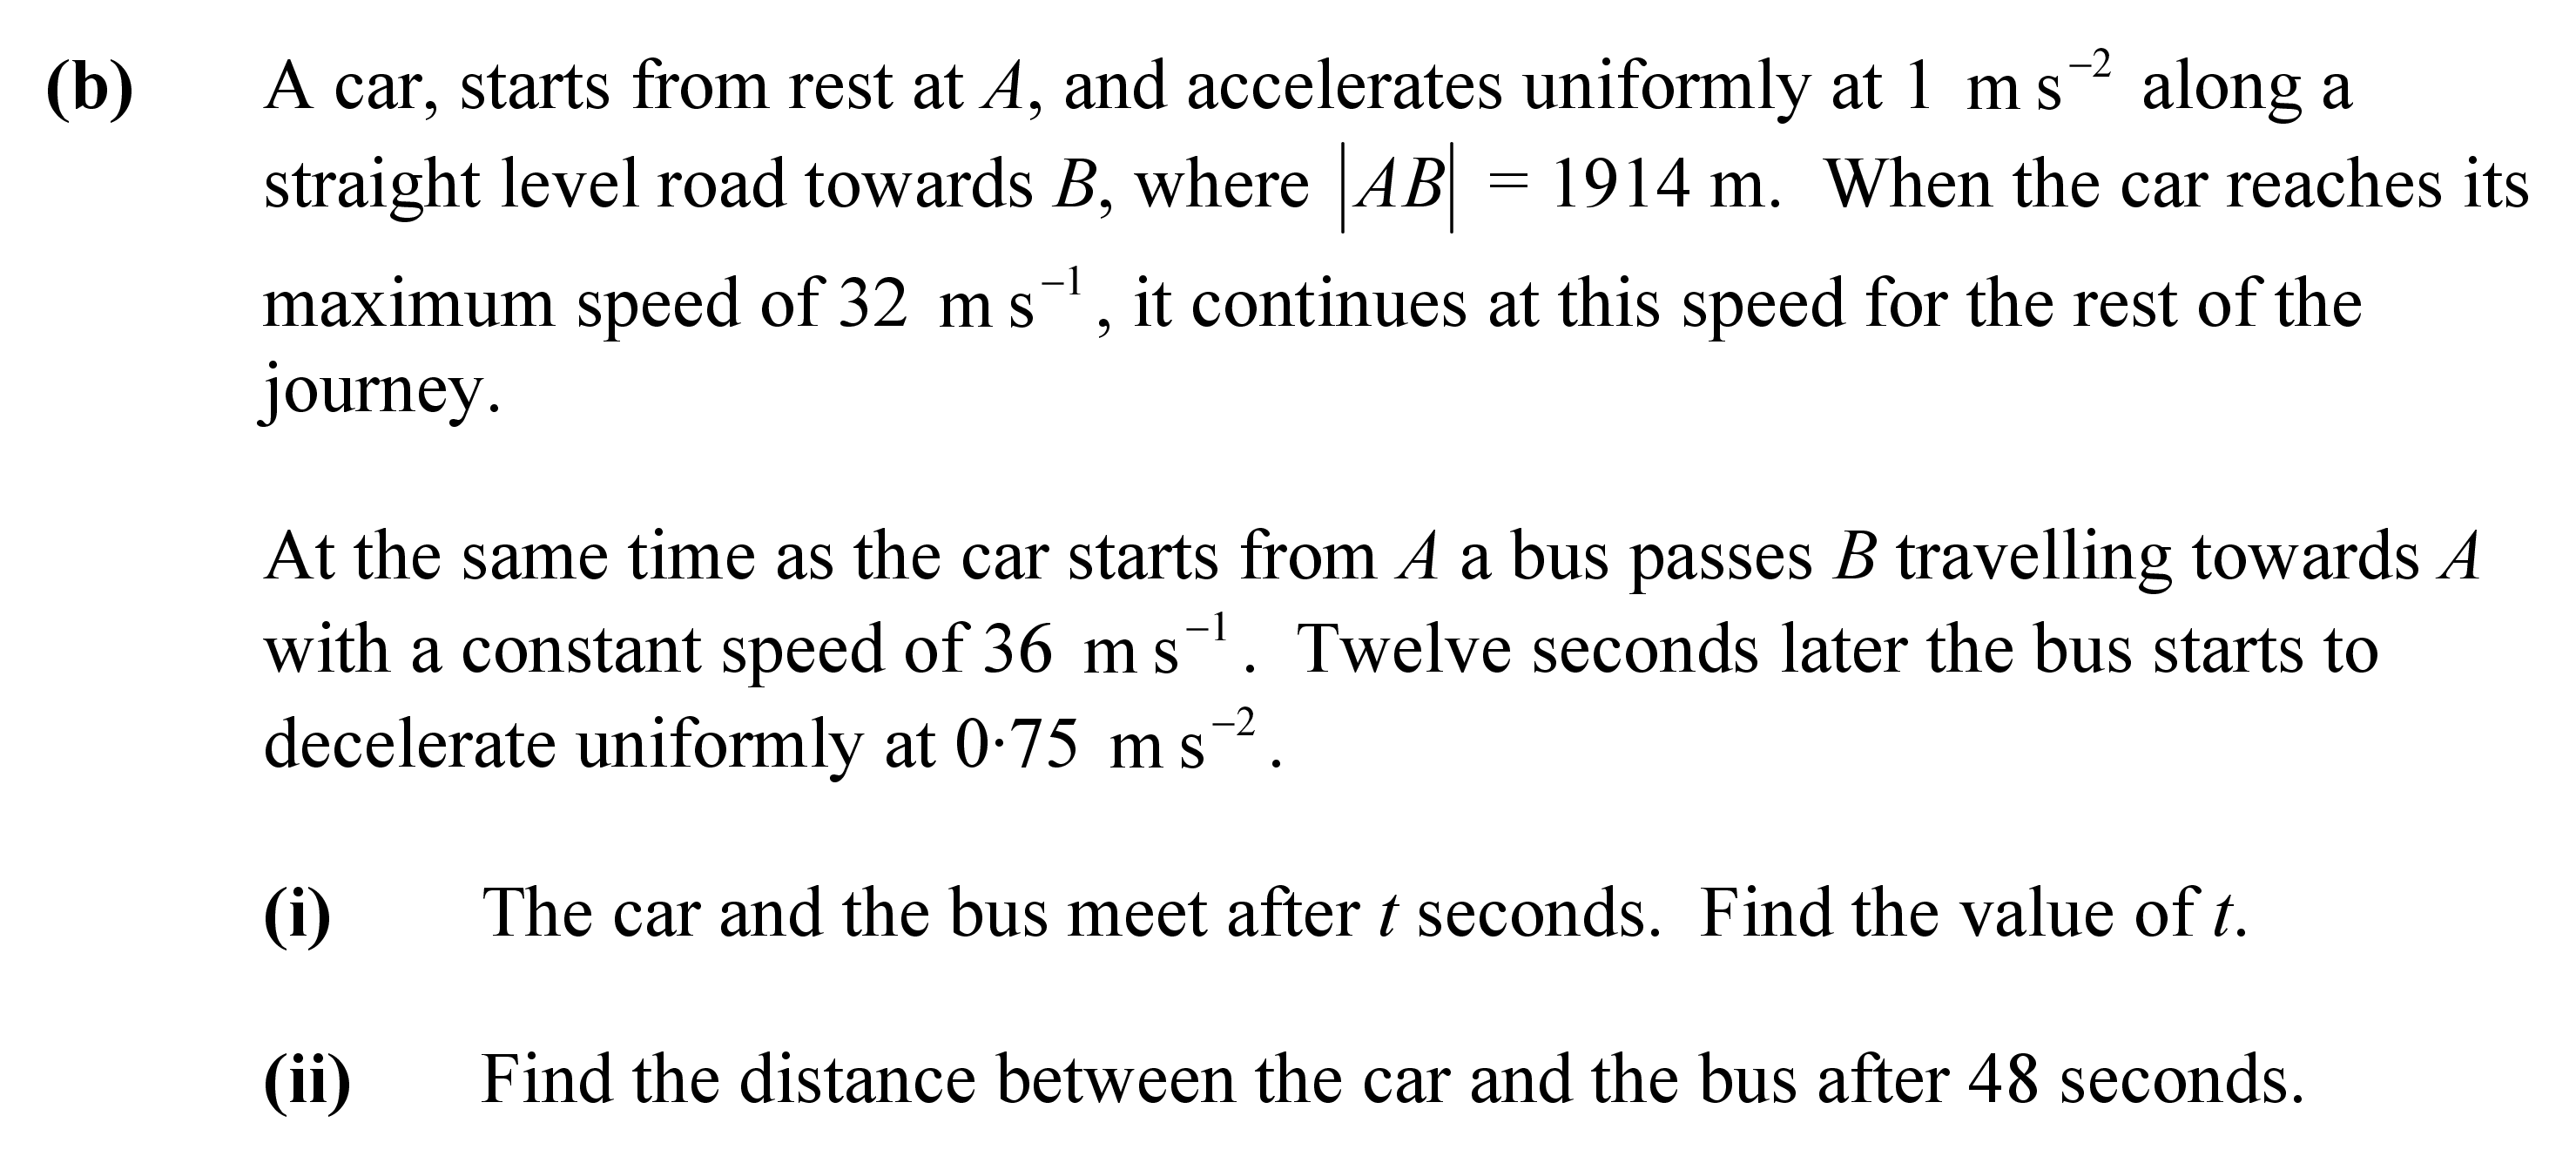 (b) A car, starts from rest at A, and accelerates uniformly at 1 m s⁻² along a
straight level road towards B, where |AB| = 1914 m. When the car reaches its
maximum speed of 32 m s⁻¹, it continues at this speed for the rest of the
journey.
At the same time as the car starts from A a bus passes B travelling towards A
with a constant speed of 36 m s⁻¹. Twelve seconds later the bus starts to
decelerate uniformly at 0·75 m s⁻².
(i) The car and the bus meet after t seconds. Find the value of t.
(ii) Find the distance between the car and the bus after 48 seconds.